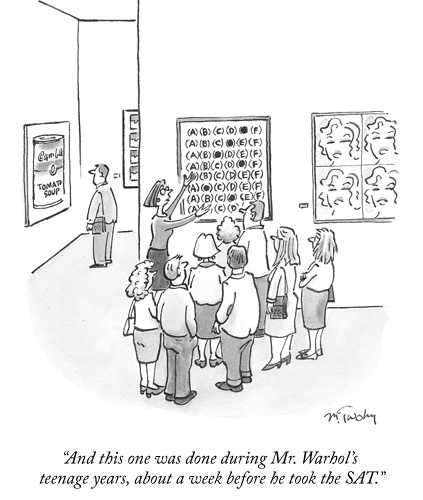 Campbell's
TOMATO
SOUP
(A)(B)(C)(D)●(F)
(A)(B)(C)●(E)(F)
(A)(B)●(D)(E)(F)
(A)(B)(C)(D)●(F)
(B)(C)(D)(E)(F)
(A)●(C)(D)(E)(F)
(A)(B)(C)●(E)(F)
(A)(C)(D)
M. Twohy
“And this one was done during Mr. Warhol’s
teenage years, about a week before he took the SAT.”